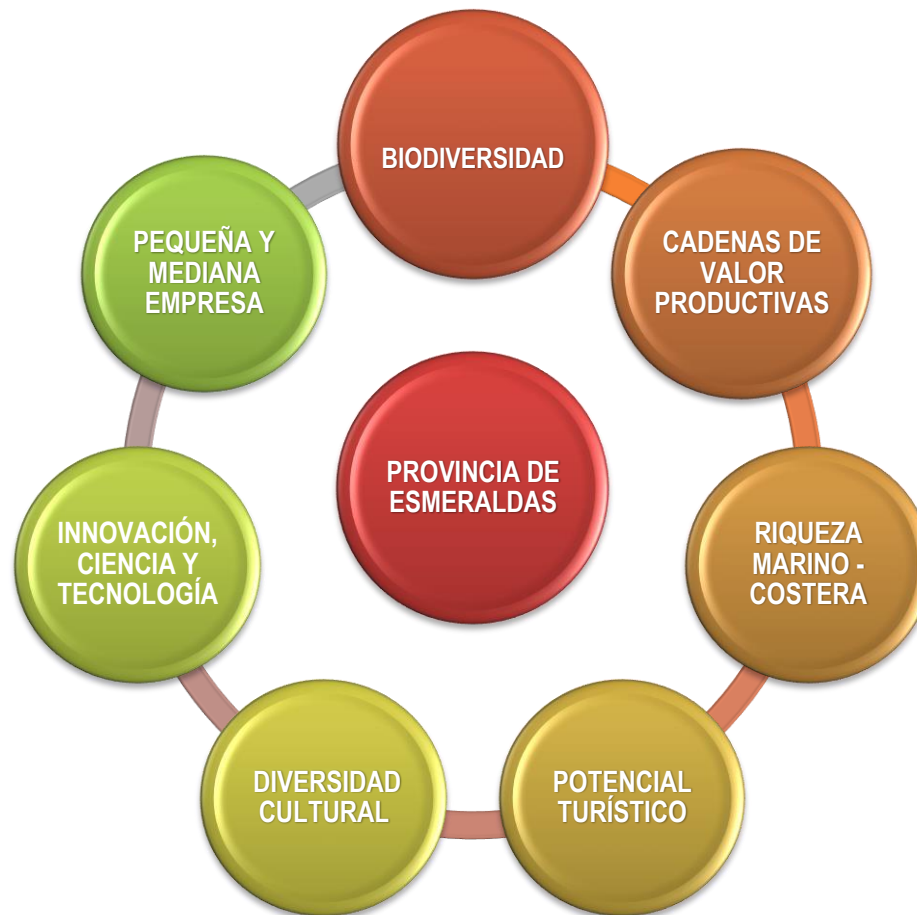 BIODIVERSIDAD
CADENAS DE
VALOR
PRODUCTIVAS
RIQUEZA
MARINO -
COSTERA
POTENCIAL
TURÍSTICO
DIVERSIDAD
CULTURAL
INNOVACIÓN,
CIENCIA Y
TECNOLOGÍA
PEQUEÑA Y
MEDIANA
EMPRESA
PROVINCIA DE
ESMERALDAS